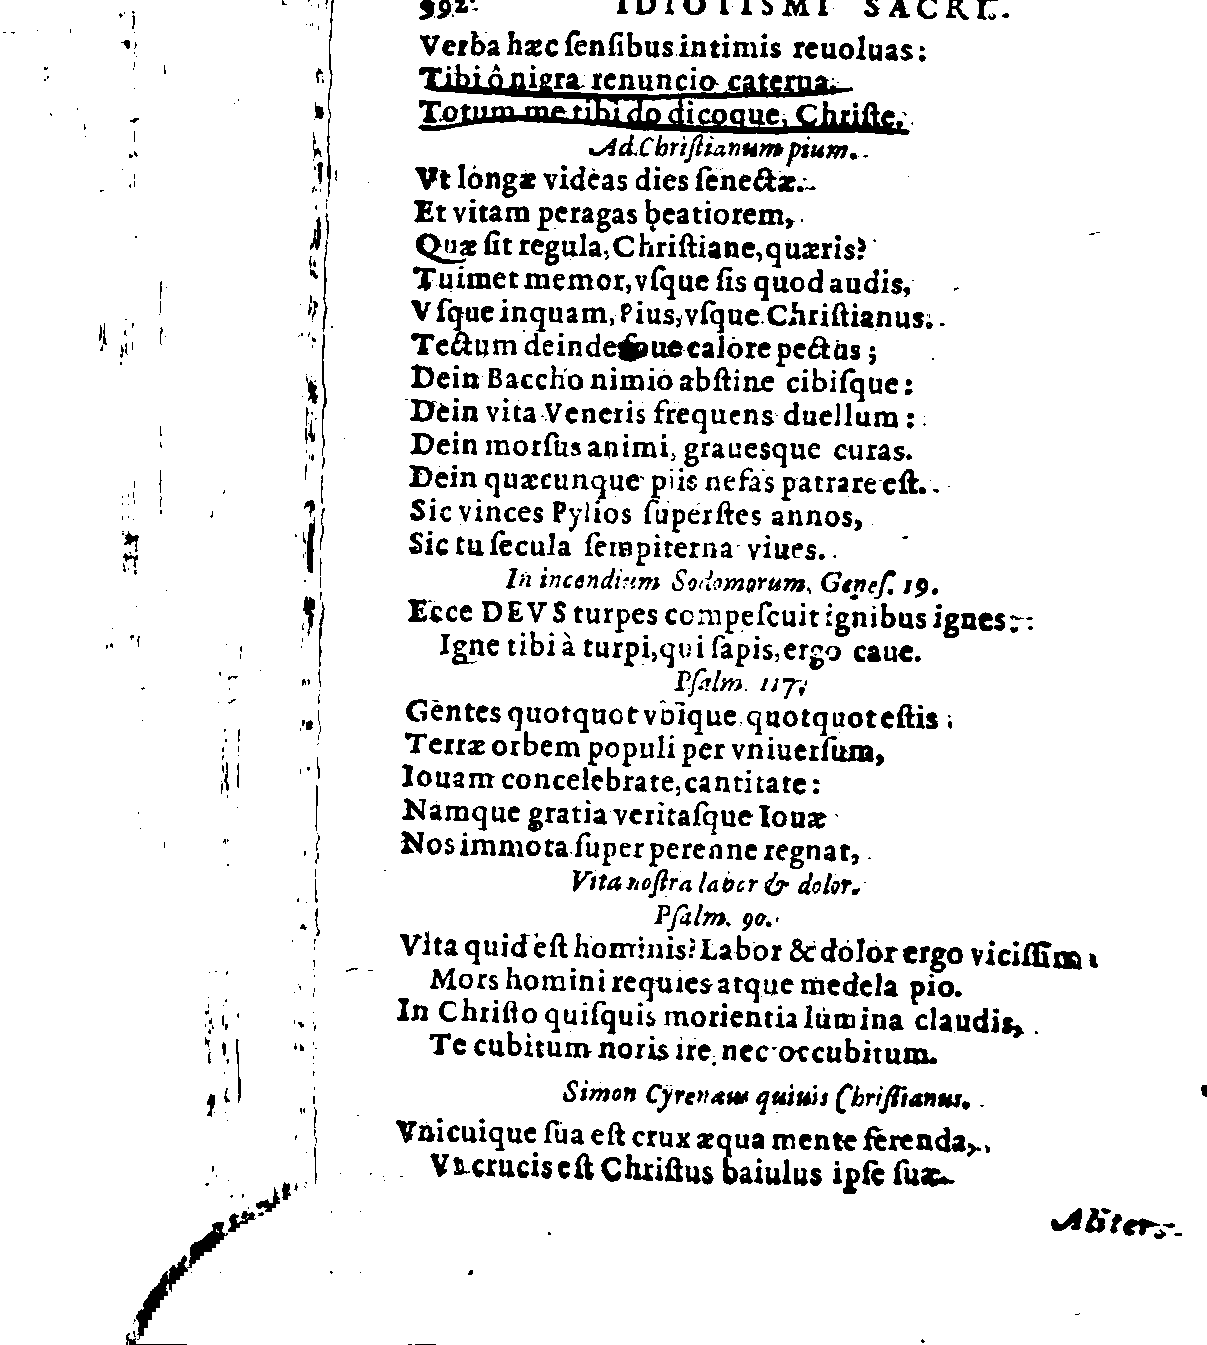 992. IDIOTISMI SACRI.
Verba hæc ſenſibus intimis reuoluas:
Tibi ô nigra renuncio caterua.
Totum me tibi do dicoque, Chriſte.
Ad Chriſtianum pium.
Vt longæ videas dies ſenectæ.
Et vitam peragas beatiorem,
Quæ ſit regula, Chriſtiane, quæris?
Tuimet memor, vſque ſis quod audis,
Vſque inquam, Pius, vſque Chriſtianus.
Tectum deinde foue calore pectus;
Dein Baccho nimio abſtine cibiſque:
Dein vita Veneris frequens duellum:
Dein morſus animi, grauesque curas.
Dein quæcunque piis nefas patrare eſt.
Sic vinces Pylios ſuperſtes annos,
Sic tu ſecula ſempiterna viues.
In incendium Sodomorum, Geneſ. 19.
Ecce DEVS turpes compeſcuit ignibus ignes:
Igne tibi à turpi, qui ſapis, ergo caue.
Pſalm. 117.
Gentes quotquot vbique quotquot eſtis;
Terræ orbem populi per vniuerſum,
Iouam concelebrate, cantitate:
Namque gratia veritaſque Iouæ
Nos immota ſuper perenne regnat,
Vita noſtra labor & dolor.
Pſalm. 90.
Vita quid eſt hominis? Labor & dolor ergo viciſſim
Mors homini requies atque medela pio.
In Chriſto quiſquis morientia lumina claudis,
Te cubitum noris ire, nec occubitum.
Simon Cyrenæus quiuis Chriſtianus.
Vnicuique ſua eſt crux æqua mente ferenda,
Vt crucis eſt Chriſtus baiulus ipſe ſuæ.
Aliter.